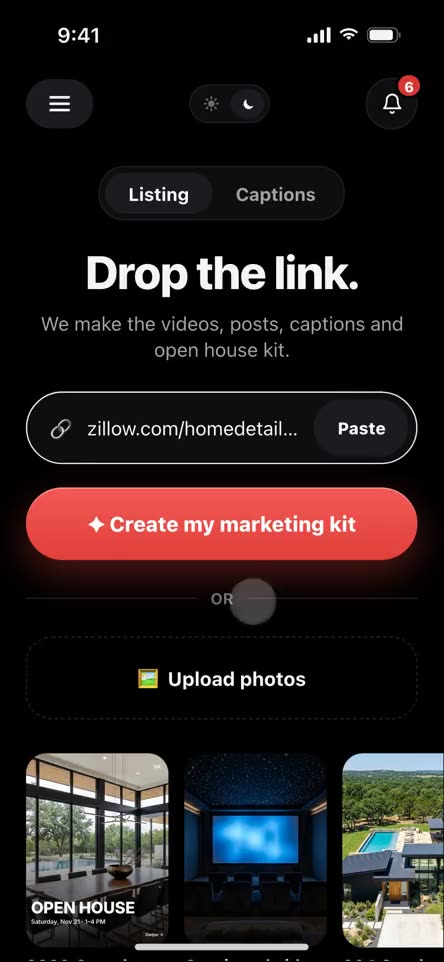 9:41
6
Listing
Captions
Drop the link.
We make the videos, posts, captions and
open house kit.
zillow.com/homedetail...
Paste
Create my marketing kit
OR
Upload photos
OPEN HOUSE
Saturday, Nov 21 · 1–4 PM
Swipe